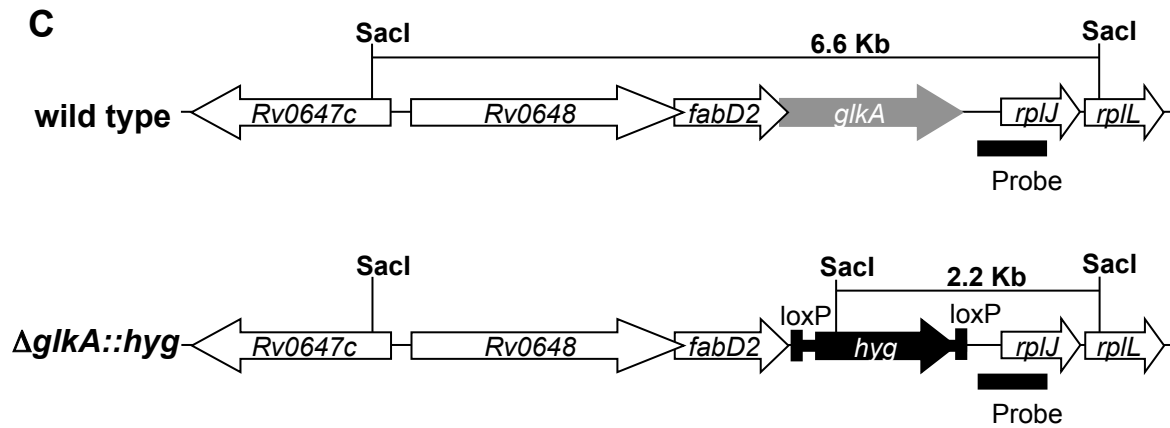 C
SacI SacI
6.6 Kb
wild type Rv0647c Rv0648 fabD2 glkA rplJ rplL
Probe
SacI SacI SacI
2.2 Kb
loxP loxP
ΔglkA::hyg Rv0647c Rv0648 fabD2 hyg rplJ rplL
Probe